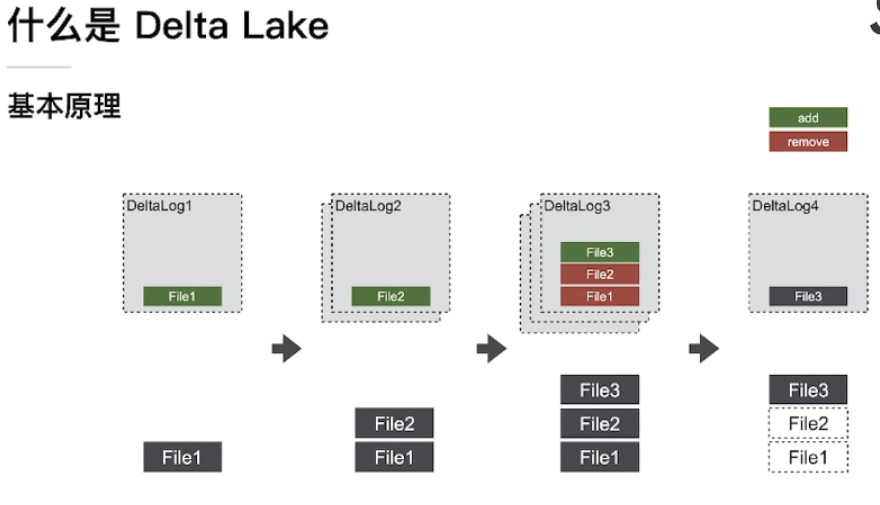 什么是 Delta Lake
基本原理
add
remove
DeltaLog1
DeltaLog2
DeltaLog3
DeltaLog4
File3
File2
File1
File2
File1
File3
File3
File3
File2
File2
File2
File1
File1
File1
File1